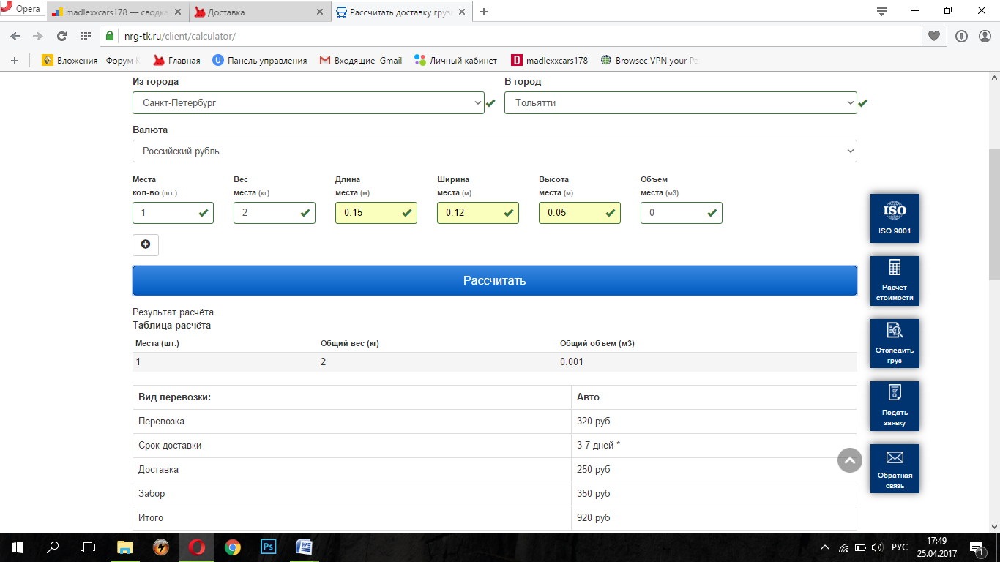 Opera
madlexxcars178 — сводка
Доставка
Рассчитать доставку груза
nrg-tk.ru/client/calculator/
Вложения - Форум К
Главная
Панель управления
Входящие Gmail
Личный кабинет
D madlexxcars178
Browsec VPN your Pe
Из города
В город
Санкт-Петербург
Тольятти
Валюта
Российский рубль
Места кол-во (шт.)
Вес места (кг)
Длина места (м)
Ширина места (м)
Высота места (м)
Объем места (м3)
1
2
0.15
0.12
0.05
0
Рассчитать
Результат расчёта
Таблица расчёта
Места (шт.) Общий вес (кг) Общий объем (м3)
1 2 0.001
Вид перевозки: Авто
Перевозка 320 руб
Срок доставки 3-7 дней *
Доставка 250 руб
Забор 350 руб
Итого 920 руб
ISO
ISO 9001
Расчет
стоимости
Отследить
груз
Подать
заявку
Обратная
связь
Ps
W
РУС
17:49
25.04.2017
1